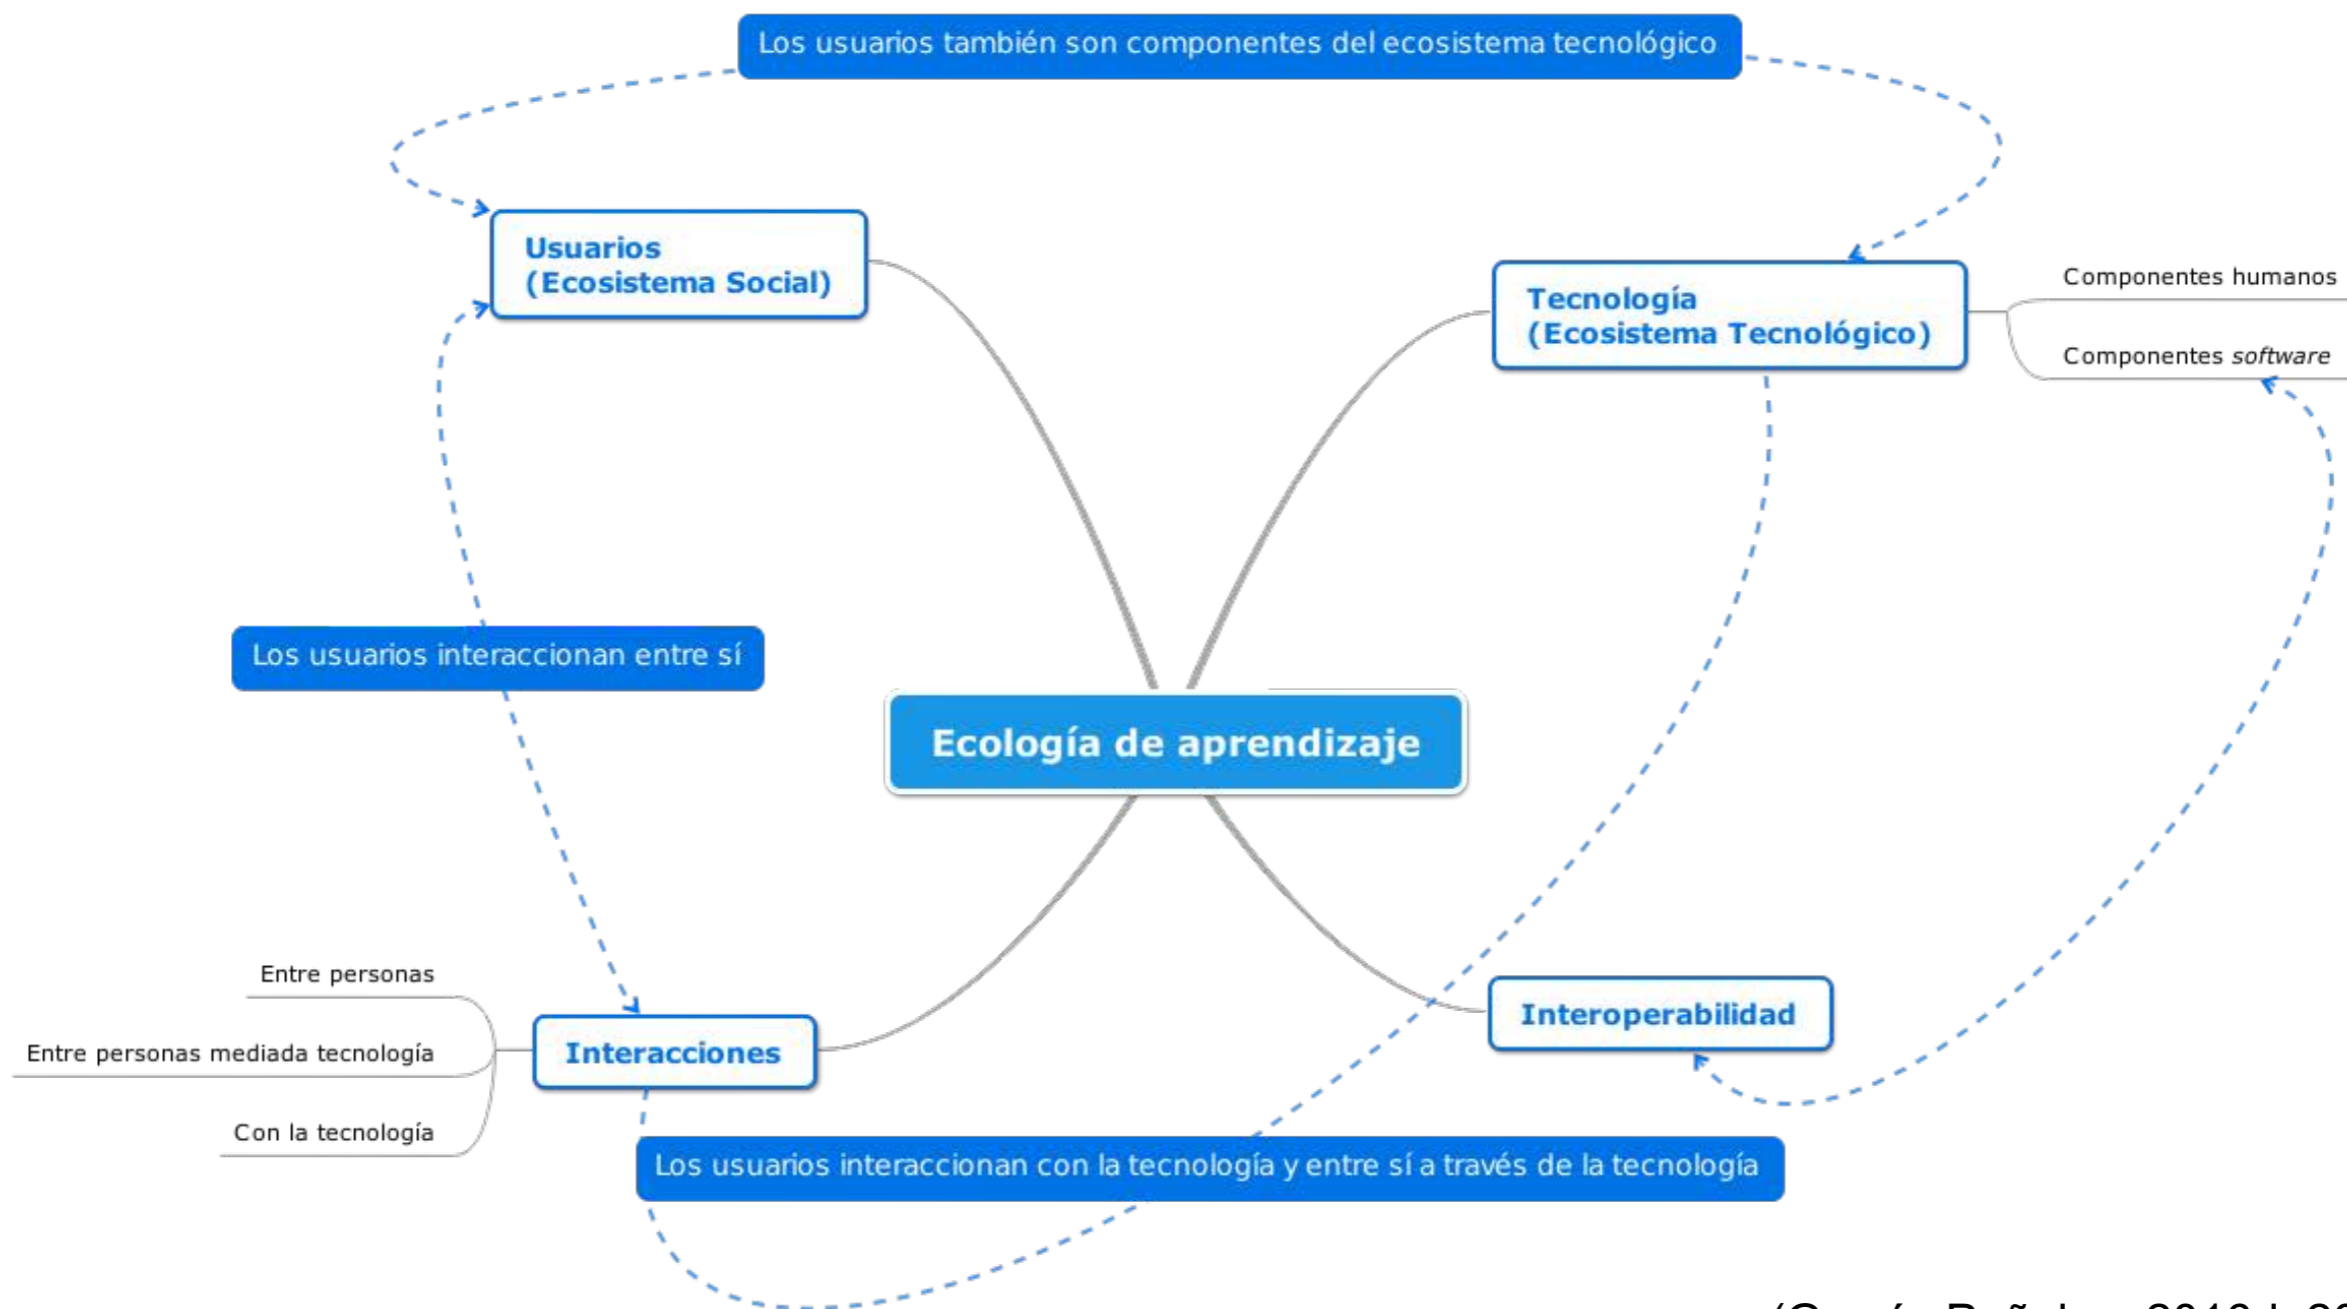 Los usuarios también son componentes del ecosistema tecnológico
Usuarios
(Ecosistema Social)
Tecnología
(Ecosistema Tecnológico)
Componentes humanos
Componentes software
Los usuarios interaccionan entre sí
Ecología de aprendizaje
Entre personas
Entre personas mediada tecnología
Con la tecnología
Interacciones
Interoperabilidad
Los usuarios interaccionan con la tecnología y entre sí a través de la tecnología